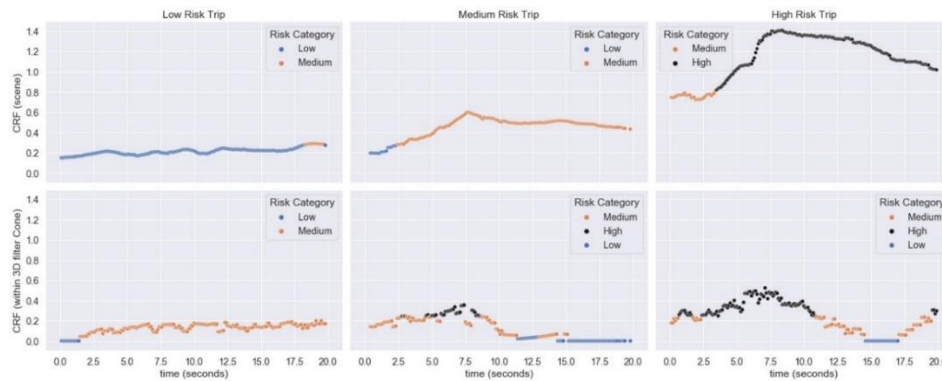 Low Risk Trip
Medium Risk Trip
High Risk Trip
CRF (scene)
1.4
1.2
1.0
0.8
0.6
0.4
0.2
0.0
Risk Category
Low
Medium
Risk Category
Low
Medium
Risk Category
Medium
High
CRF (within 3D filter Cone)
1.4
1.2
1.0
0.8
0.6
0.4
0.2
0.0
Risk Category
Low
Medium
Risk Category
Medium
High
Low
Risk Category
Medium
High
Low
0.0 2.5 5.0 7.5 10.0 12.5 15.0 17.5 20.0
0.0 2.5 5.0 7.5 10.0 12.5 15.0 17.5 20.0
0.0 2.5 5.0 7.5 10.0 12.5 15.0 17.5 20.0
time (seconds)
time (seconds)
time (seconds)